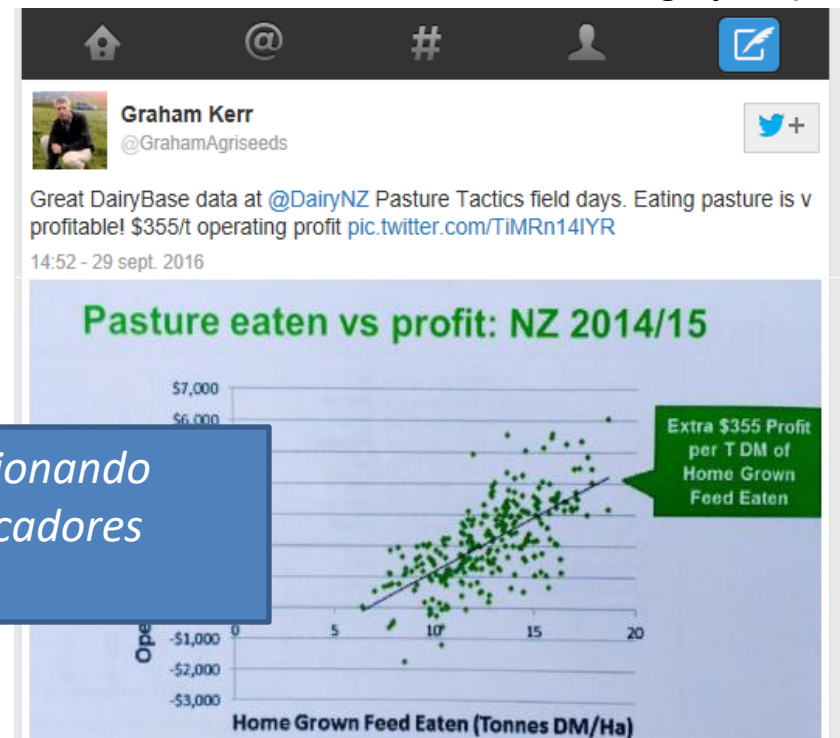 Graham Kerr
@GrahamAgriseeds
Great DairyBase data at @DairyNZ Pasture Tactics field days. Eating pasture is v
profitable! $355/t operating profit pic.twitter.com/TiMRn14IYR
14:52 - 29 sept. 2016
Pasture eaten vs profit: NZ 2014/15
$7,000
$6,000
Extra $355 Profit
per T DM of
Home Grown
Feed Eaten
0
5
10
15
20
-$1,000
-$2,000
-$3,000
Home Grown Feed Eaten (Tonnes DM/Ha)